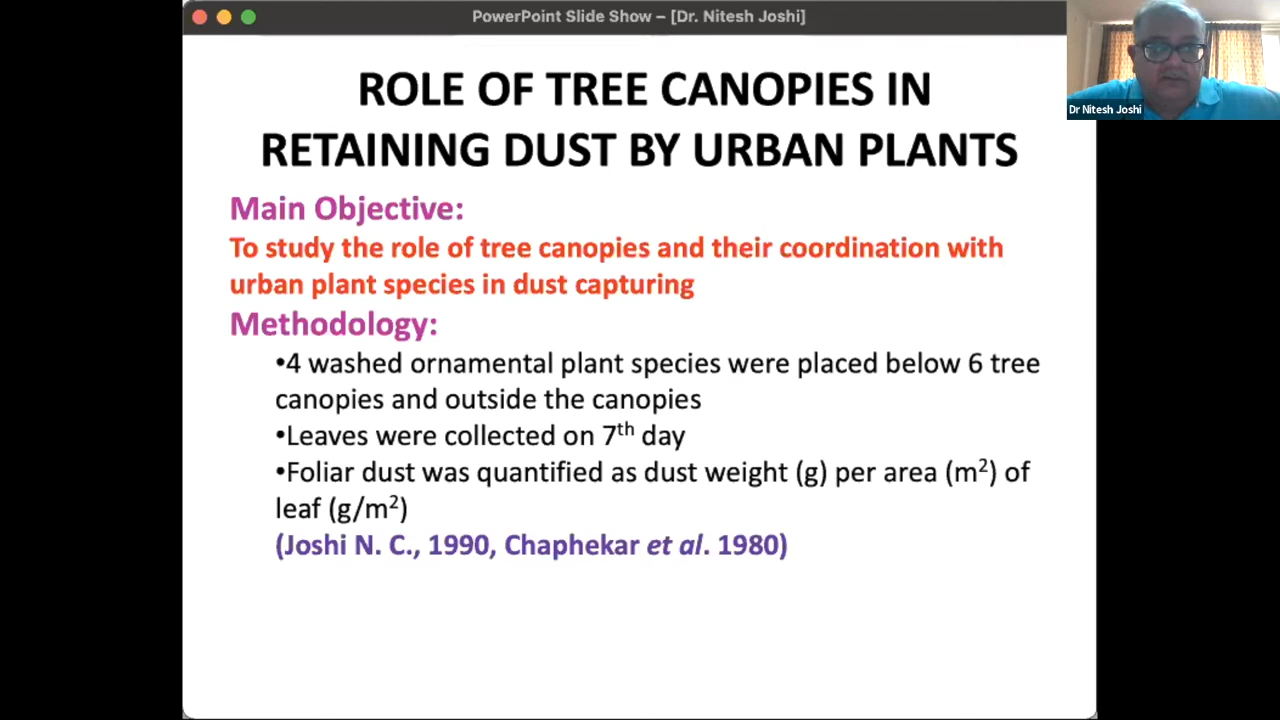 PowerPoint Slide Show – [Dr. Nitesh Joshi]
Dr Nitesh Joshi
ROLE OF TREE CANOPIES IN
RETAINING DUST BY URBAN PLANTS
Main Objective:
To study the role of tree canopies and their coordination with
urban plant species in dust capturing
Methodology:
•4 washed ornamental plant species were placed below 6 tree
canopies and outside the canopies
•Leaves were collected on 7th day
•Foliar dust was quantified as dust weight (g) per area (m²) of
leaf (g/m²)
(Joshi N. C., 1990, Chaphekar et al. 1980)